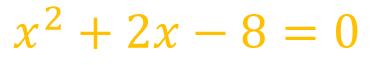 x² + 2x − 8 = 0